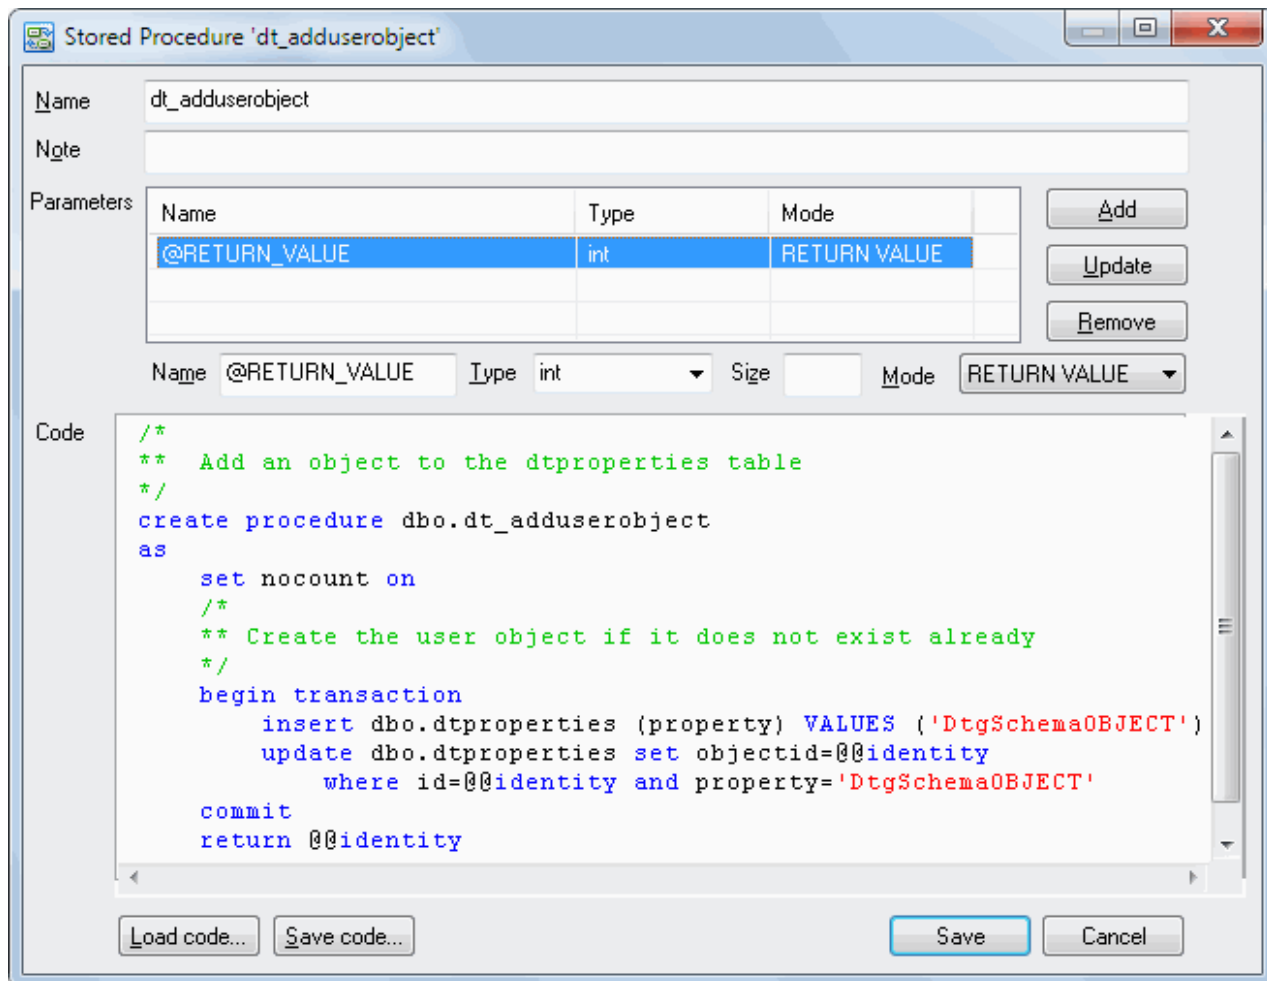 Stored Procedure 'dt_adduserobject'
Name dt_adduserobject
Note
Parameters
Name Type Mode
@RETURN_VALUE int RETURN VALUE
Add
Update
Remove
Name @RETURN_VALUE Type int Size Mode RETURN VALUE
Code
/*
** Add an object to the dtproperties table
*/
create procedure dbo.dt_adduserobject
as
set nocount on
/*
** Create the user object if it does not exist already
*/
begin transaction
insert dbo.dtproperties (property) VALUES ('DtgSchemaOBJECT')
update dbo.dtproperties set objectid=@@identity
where id=@@identity and property='DtgSchemaOBJECT'
commit
return @@identity
Load code... Save code... Save Cancel